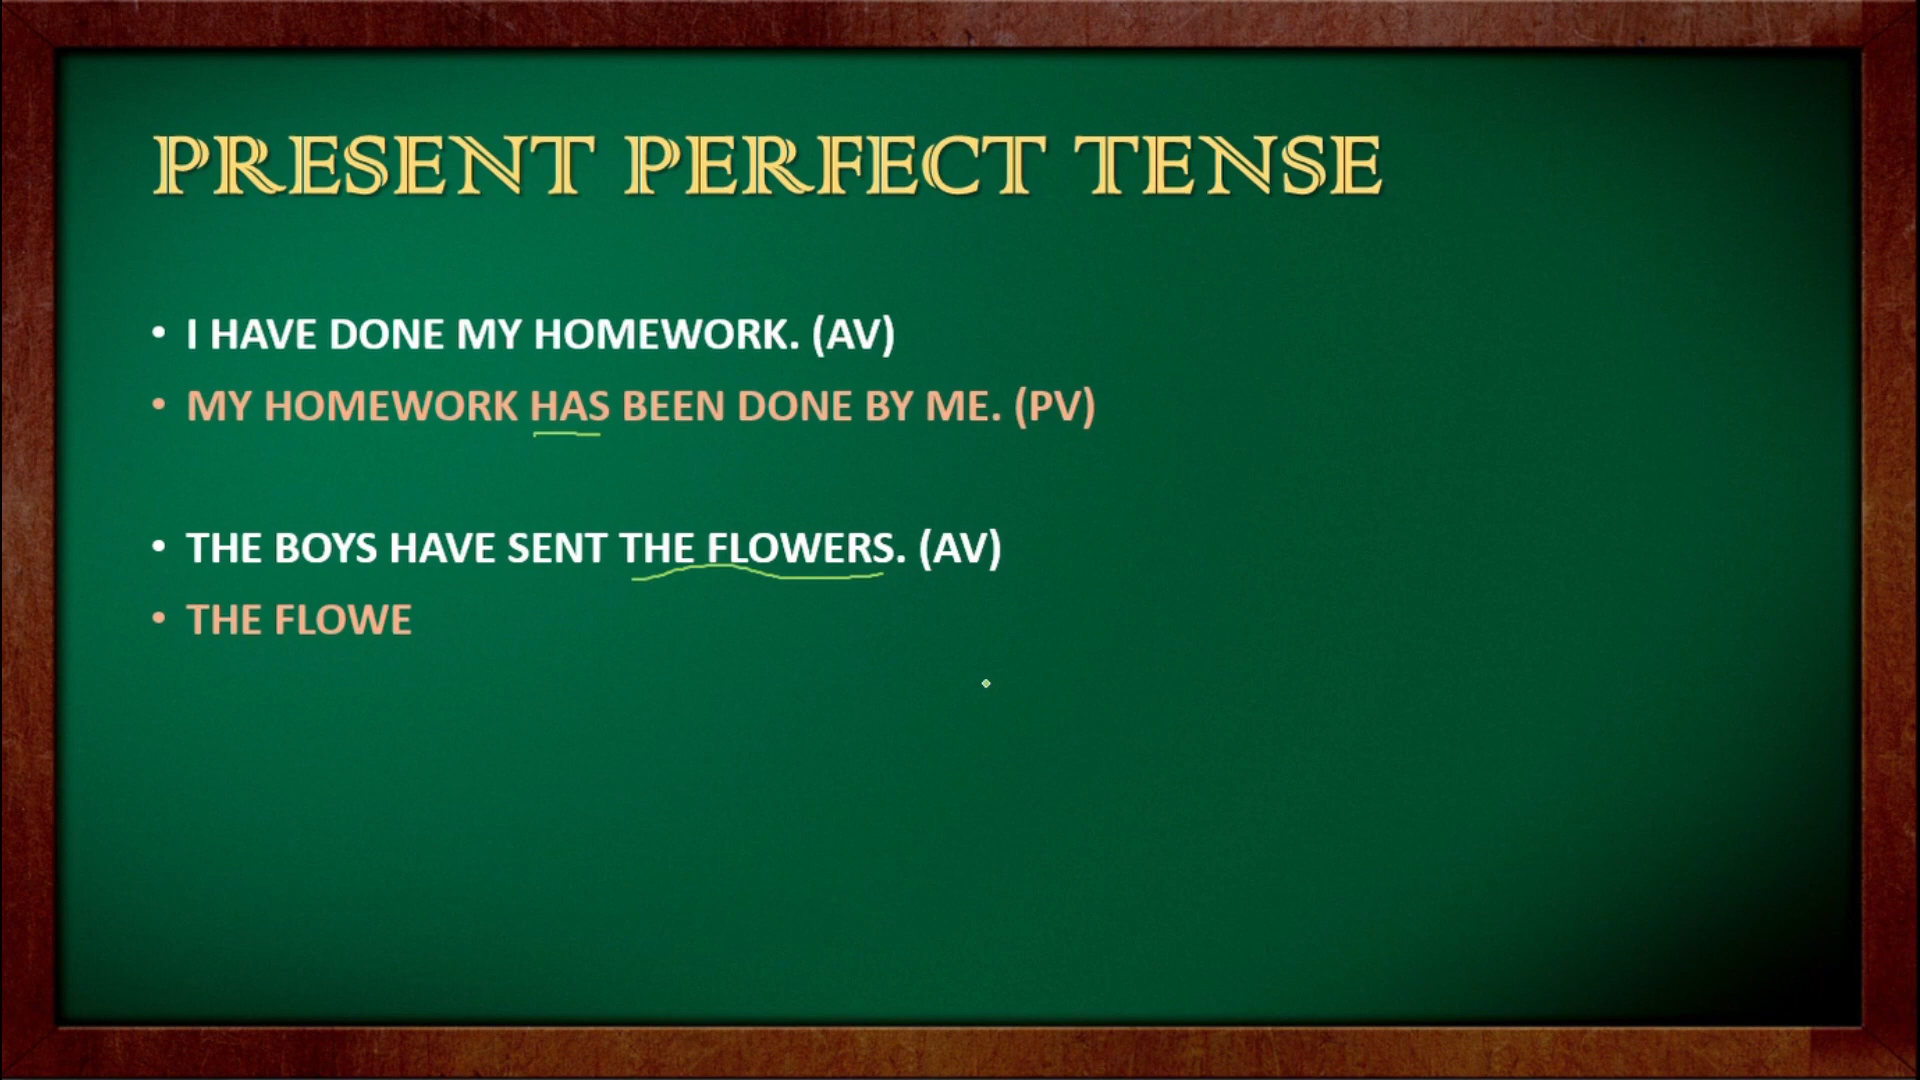 PRESENT PERFECT TENSE
• I HAVE DONE MY HOMEWORK. (AV)
• MY HOMEWORK HAS BEEN DONE BY ME. (PV)
• THE BOYS HAVE SENT THE FLOWERS. (AV)
• THE FLOWE